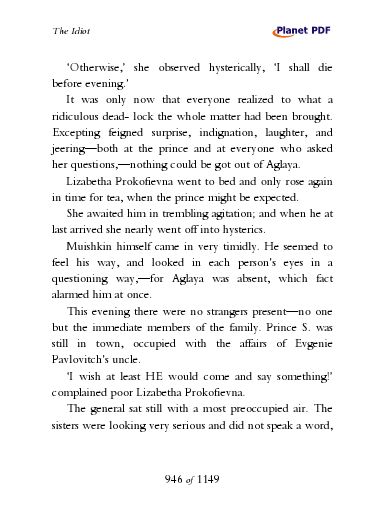 The Idiot
Planet PDF
‘Otherwise,’ she observed hysterically, ‘I shall die
before evening.’
It was only now that everyone realized to what a
ridiculous dead- lock the whole matter had been brought.
Excepting feigned surprise, indignation, laughter, and
jeering—both at the prince and at everyone who asked
her questions,—nothing could be got out of Aglaya.
Lizabetha Prokofievna went to bed and only rose again
in time for tea, when the prince might be expected.
She awaited him in trembling agitation; and when he at
last arrived she nearly went off into hysterics.
Muishkin himself came in very timidly. He seemed to
feel his way, and looked in each person’s eyes in a
questioning way,—for Aglaya was absent, which fact
alarmed him at once.
This evening there were no strangers present—no one
but the immediate members of the family. Prince S. was
still in town, occupied with the affairs of Evgenie
Pavlovitch’s uncle.
‘I wish at least HE would come and say something!’
complained poor Lizabetha Prokofievna.
The general sat still with a most preoccupied air. The
sisters were looking very serious and did not speak a word,
946 of 1149